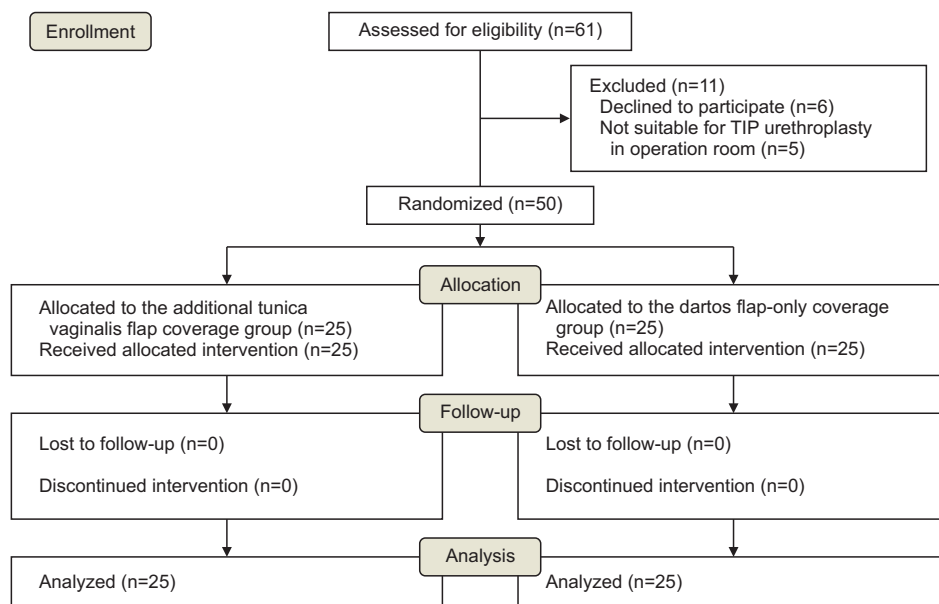 Enrollment
Assessed for eligibility (n=61)
Excluded (n=11)
Declined to participate (n=6)
Not suitable for TIP urethroplasty
in operation room (n=5)
Randomized (n=50)
Allocation
Allocated to the additional tunica
vaginalis flap coverage group (n=25)
Received allocated intervention (n=25)
Allocated to the dartos flap-only coverage
group (n=25)
Received allocated intervention (n=25)
Follow-up
Lost to follow-up (n=0)
Discontinued intervention (n=0)
Lost to follow-up (n=0)
Discontinued intervention (n=0)
Analysis
Analyzed (n=25)
Analyzed (n=25)